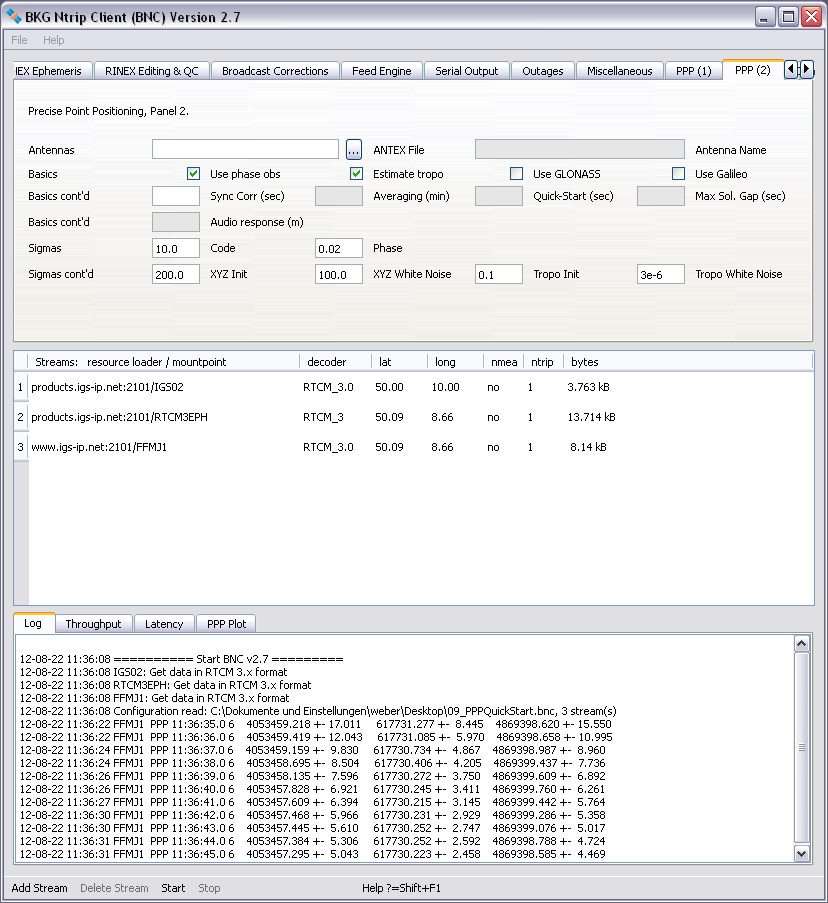 BKG Ntrip Client (BNC) Version 2.7
File Help
IEX Ephemeris RINEX Editing & QC Broadcast Corrections Feed Engine Serial Output Outages Miscellaneous PPP (1) PPP (2)
Precise Point Positioning, Panel 2.
Antennas ... ANTEX File Antenna Name
Basics Use phase obs Estimate tropo Use GLONASS Use Galileo
Basics cont'd Sync Corr (sec) Averaging (min) Quick-Start (sec) Max Sol. Gap (sec)
Basics cont'd Audio response (m)
Sigmas 10.0 Code 0.02 Phase
Sigmas cont'd 200.0 XYZ Init 100.0 XYZ White Noise 0.1 Tropo Init 3e-6 Tropo White Noise
Streams: resource loader / mountpoint decoder lat long nmea ntrip bytes
1 products.igs-ip.net:2101/IGS02 RTCM_3.0 50.00 10.00 no 1 3.763 kB
2 products.igs-ip.net:2101/RTCM3EPH RTCM_3 50.09 8.66 no 1 13.714 kB
3 www.igs-ip.net:2101/FFMJ1 RTCM_3.0 50.09 8.66 no 1 8.14 kB
Log Throughput Latency PPP Plot
12-08-22 11:36:08 ========== Start BNC v2.7 =========
12-08-22 11:36:08 IGS02: Get data in RTCM 3.x format
12-08-22 11:36:08 RTCM3EPH: Get data in RTCM 3.x format
12-08-22 11:36:08 FFMJ1: Get data in RTCM 3.x format
12-08-22 11:36:08 Configuration read: C:\Dokumente und Einstellungen\weber\Desktop\09_PPPQuickStart.bnc, 3 stream(s)
12-08-22 11:36:22 FFMJ1 PPP 11:36:35.0 6 4053459.218 +- 17.011 617731.277 +- 8.445 4869398.620 +- 15.550
12-08-22 11:36:22 FFMJ1 PPP 11:36:36.0 6 4053459.419 +- 12.043 617731.085 +- 5.970 4869398.658 +- 10.995
12-08-22 11:36:24 FFMJ1 PPP 11:36:37.0 6 4053459.159 +- 9.830 617730.734 +- 4.867 4869398.987 +- 8.960
12-08-22 11:36:24 FFMJ1 PPP 11:36:38.0 6 4053458.695 +- 8.504 617730.406 +- 4.205 4869399.437 +- 7.736
12-08-22 11:36:26 FFMJ1 PPP 11:36:39.0 6 4053458.135 +- 7.596 617730.272 +- 3.750 4869399.609 +- 6.892
12-08-22 11:36:26 FFMJ1 PPP 11:36:40.0 6 4053457.828 +- 6.921 617730.245 +- 3.411 4869399.760 +- 6.261
12-08-22 11:36:27 FFMJ1 PPP 11:36:41.0 6 4053457.609 +- 6.394 617730.215 +- 3.145 4869399.442 +- 5.764
12-08-22 11:36:30 FFMJ1 PPP 11:36:42.0 6 4053457.468 +- 5.966 617730.231 +- 2.929 4869399.286 +- 5.358
12-08-22 11:36:30 FFMJ1 PPP 11:36:43.0 6 4053457.445 +- 5.610 617730.252 +- 2.747 4869399.076 +- 5.017
12-08-22 11:36:31 FFMJ1 PPP 11:36:44.0 6 4053457.384 +- 5.306 617730.252 +- 2.592 4869398.788 +- 4.724
12-08-22 11:36:31 FFMJ1 PPP 11:36:45.0 6 4053457.295 +- 5.043 617730.223 +- 2.458 4869398.585 +- 4.469
Add Stream Delete Stream Start Stop Help ?=Shift+F1